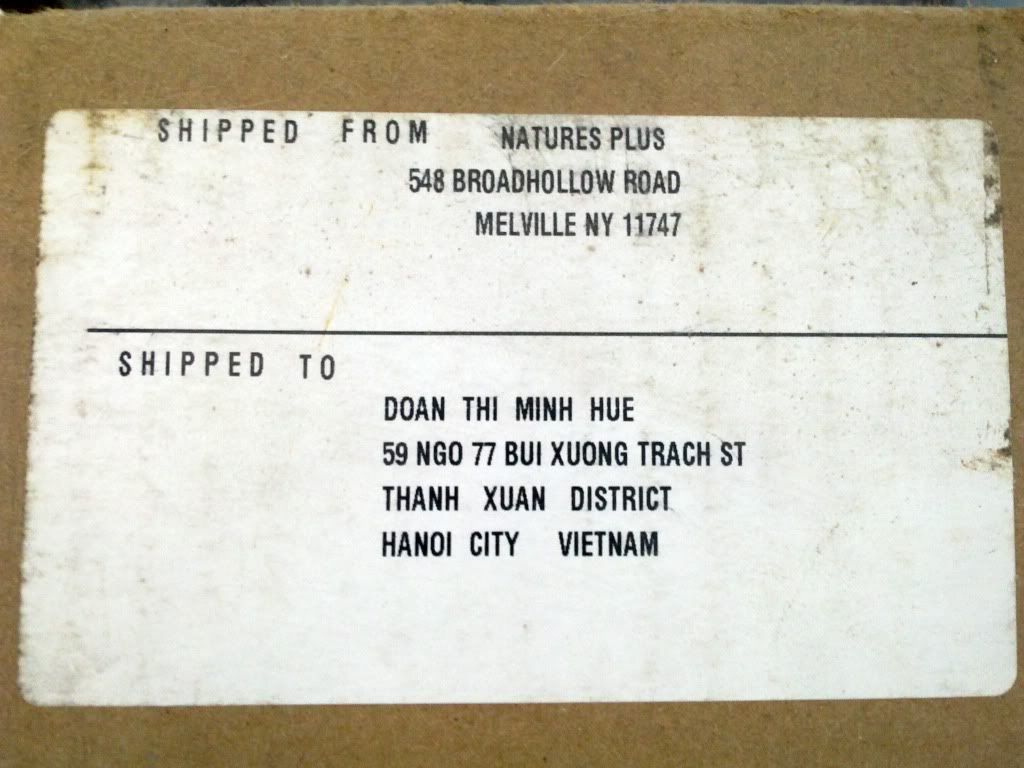 SHIPPED FROM NATURES PLUS
548 BROADHOLLOW ROAD
MELVILLE NY 11747
SHIPPED TO
DOAN THI MINH HUE
59 NGO 77 BUI XUONG TRACH ST
THANH XUAN DISTRICT
HANOI CITY VIETNAM